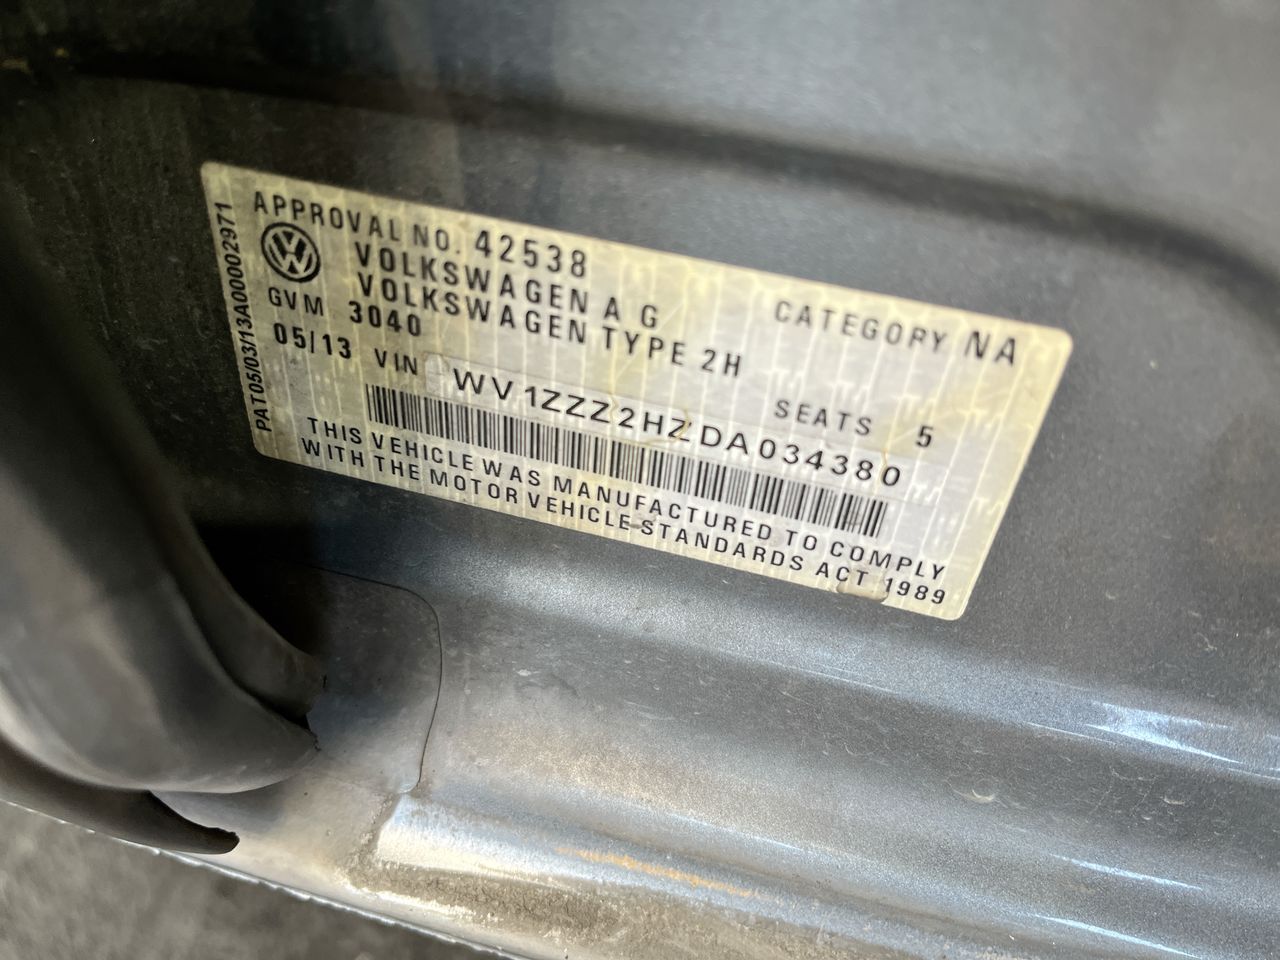 APPROVAL NO. 42538 CATEGORY NA
VOLKSWAGEN A G
VOLKSWAGEN TYPE 2H
GVM 3040 SEATS 5
05/13 VIN WV1ZZZ2HZDA034380
THIS VEHICLE WAS MANUFACTURED TO COMPLY
WITH THE MOTOR VEHICLE STANDARDS ACT 1989
PAT05/03/13A00002971